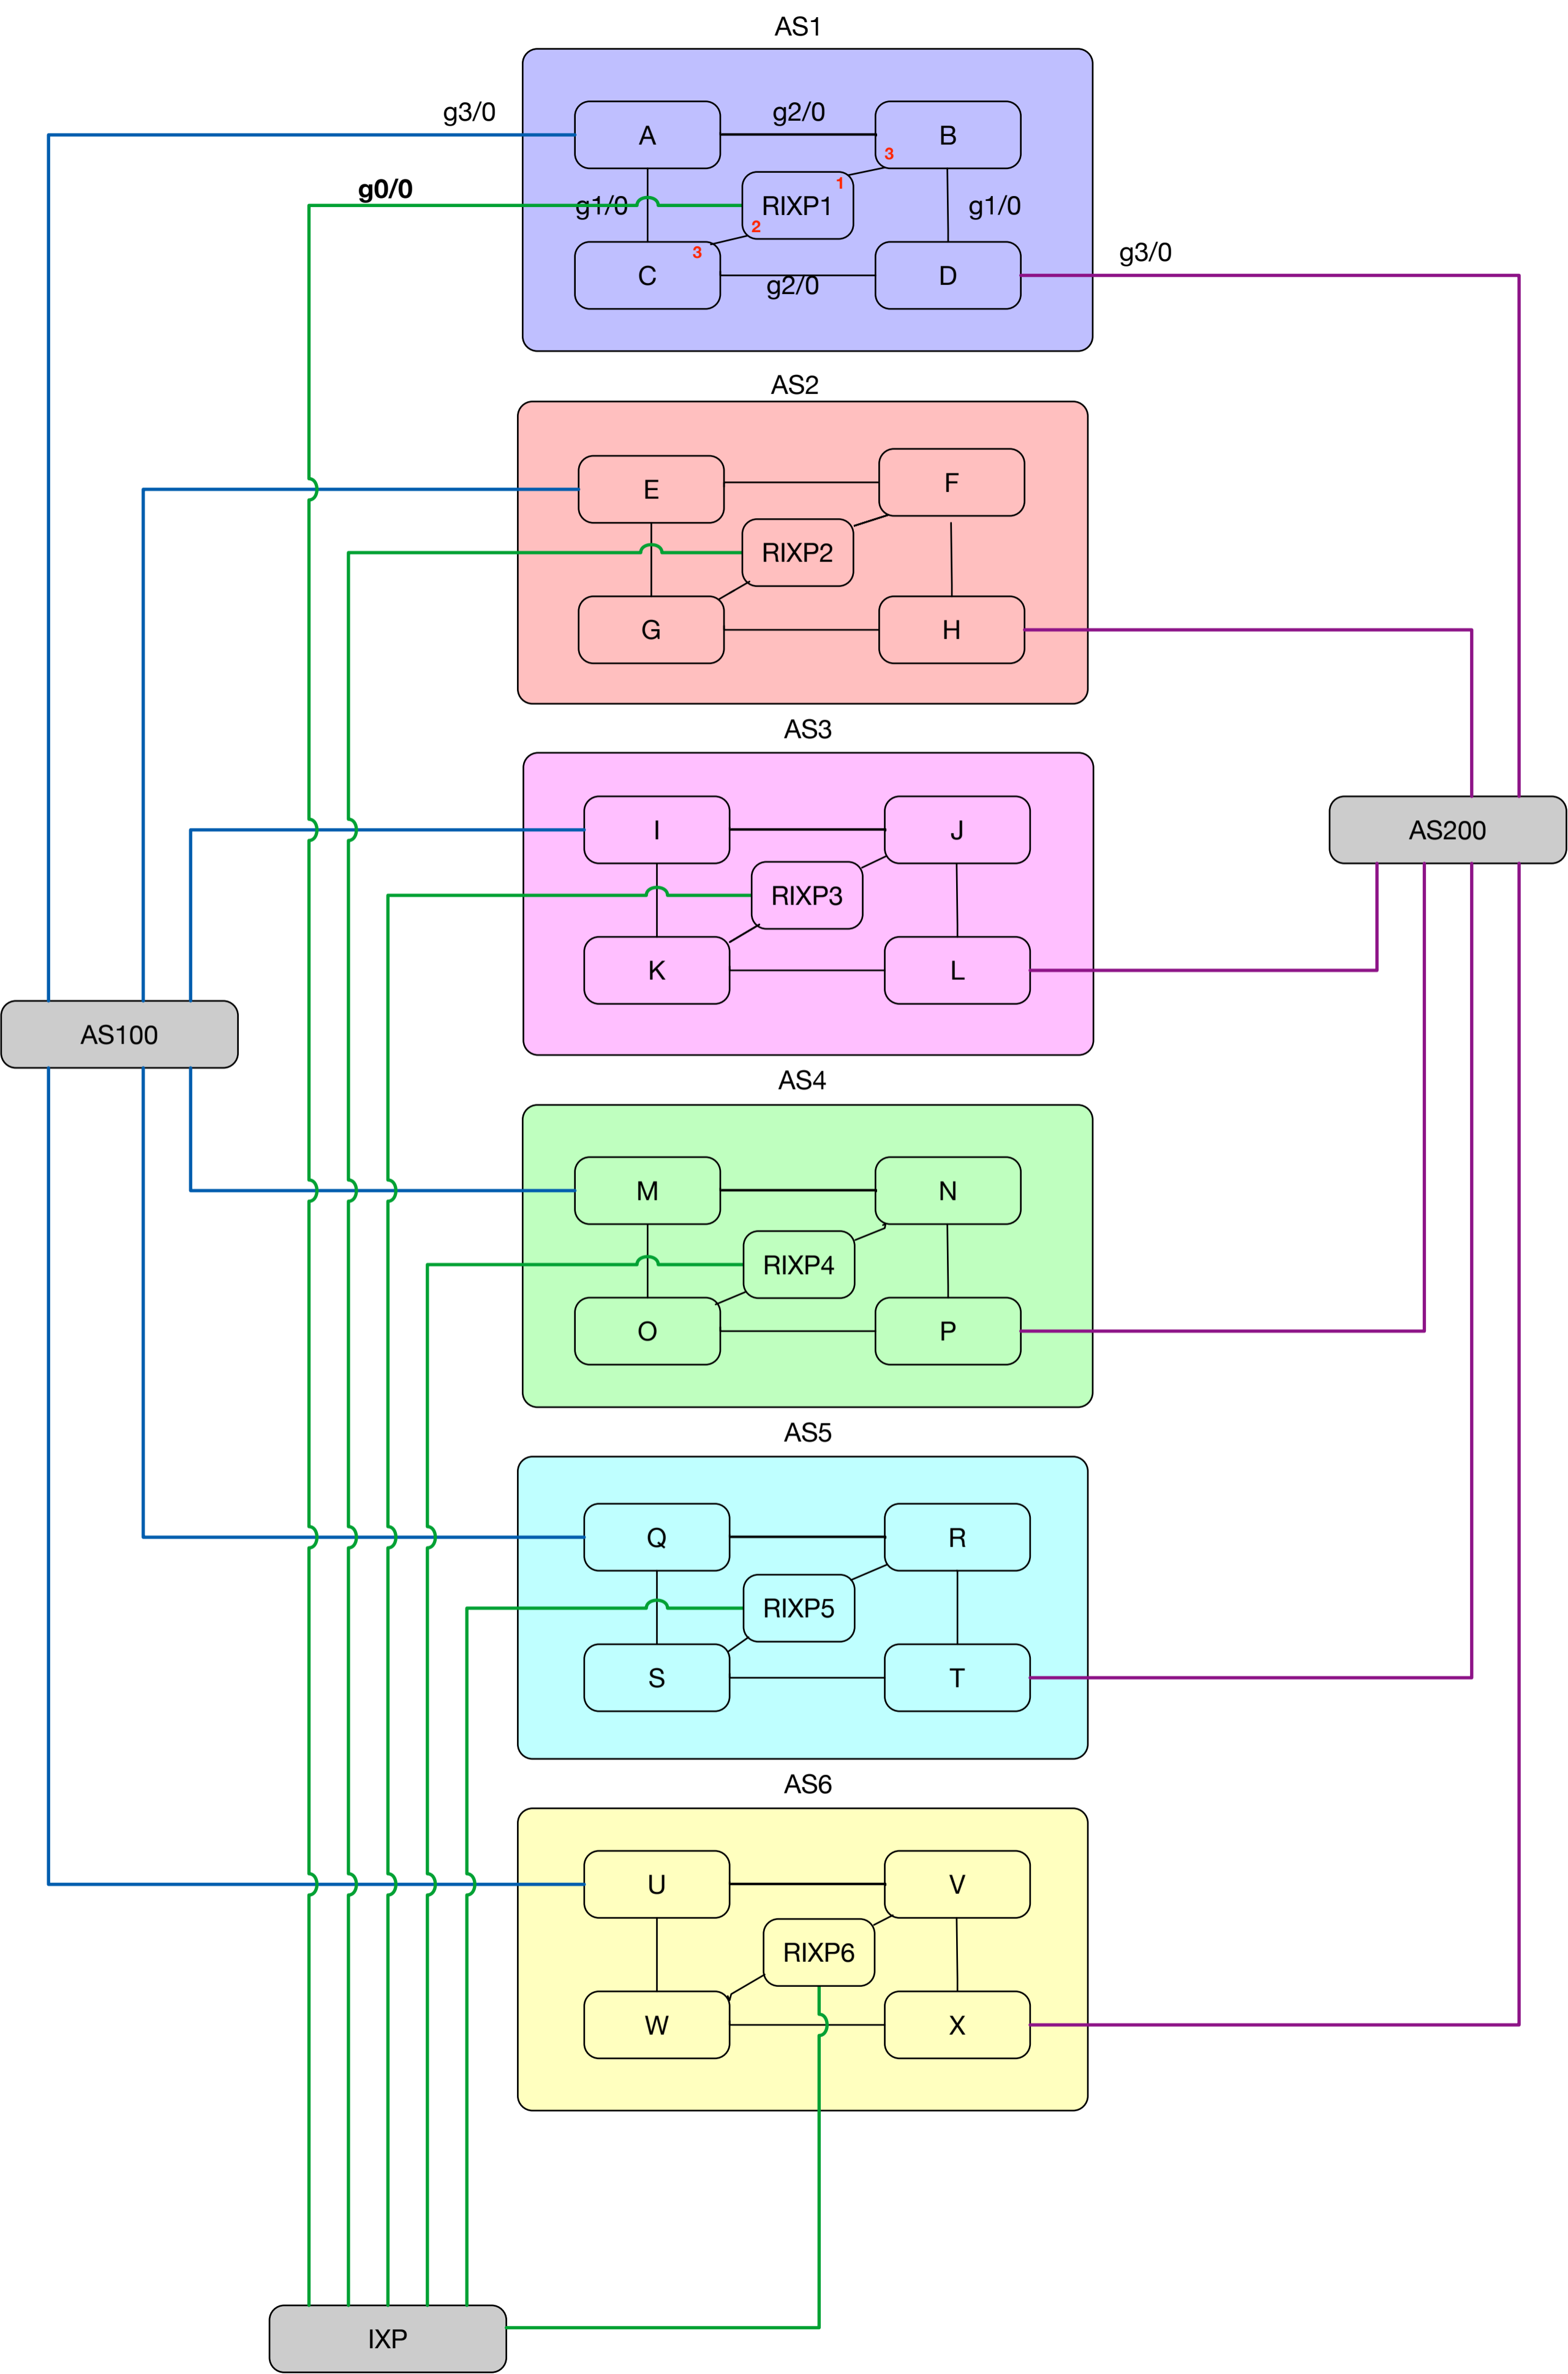 AS1
g3/0
g2/0
A
B
3
g0/0
1
g1/0
RIXP1
g1/0
2
3
C
D
g2/0
g3/0
AS2
E
F
RIXP2
G
H
AS3
I
J
AS200
RIXP3
K
L
AS100
AS4
M
N
RIXP4
O
P
AS5
Q
R
RIXP5
S
T
AS6
U
V
RIXP6
W
X
IXP